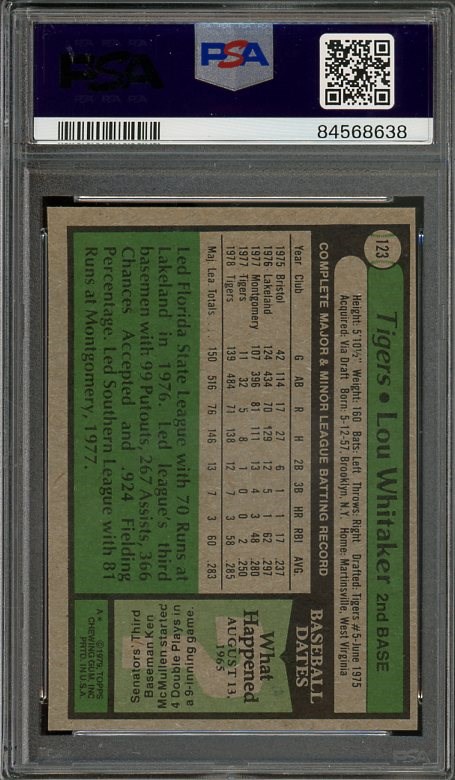 PSA
PSA
84568638
123
Tigers • Lou Whitaker 2nd BASE
Height: 5'10½" Weight: 160 Bats: Left Throws: Right Drafted: Tigers #5-June 1975
Acquired: Via Draft Born: 5-12-57, Brooklyn, N.Y. Home: Martinsville, West Virginia
COMPLETE MAJOR & MINOR LEAGUE BATTING RECORD
Year Club G AB R H 2B 3B HR RBI AVG.
1975 Bristol 42 114 17 27 6 1 1 17 .237
1976 Lakeland 124 434 70 129 12 5 1 62 .297
1977 Montgomery 107 396 81 111 13 4 3 48 .280
1977 Tigers 11 32 5 8 1 0 0 2 .250
1978 Tigers 139 484 71 138 12 7 3 58 .285
Maj. Lea. Totals 150 516 76 146 13 7 3 60 .283
Led Florida State League with 70 Runs at
Lakeland in 1976. Led league's third
basemen with 99 Putouts, 267 Assists, 366
Chances Accepted and .924 Fielding
Percentage. Led Southern League with 81
Runs at Montgomery, 1977.
BASEBALL
DATES
What
Happened
AUGUST 13,
1965
Senators' Third
Baseman Ken
McMullen started
4 Double Plays in
a 9-inning game.
A*
© 1979, TOPPS
CHEWING GUM, INC.
PRTD. IN U.S.A.